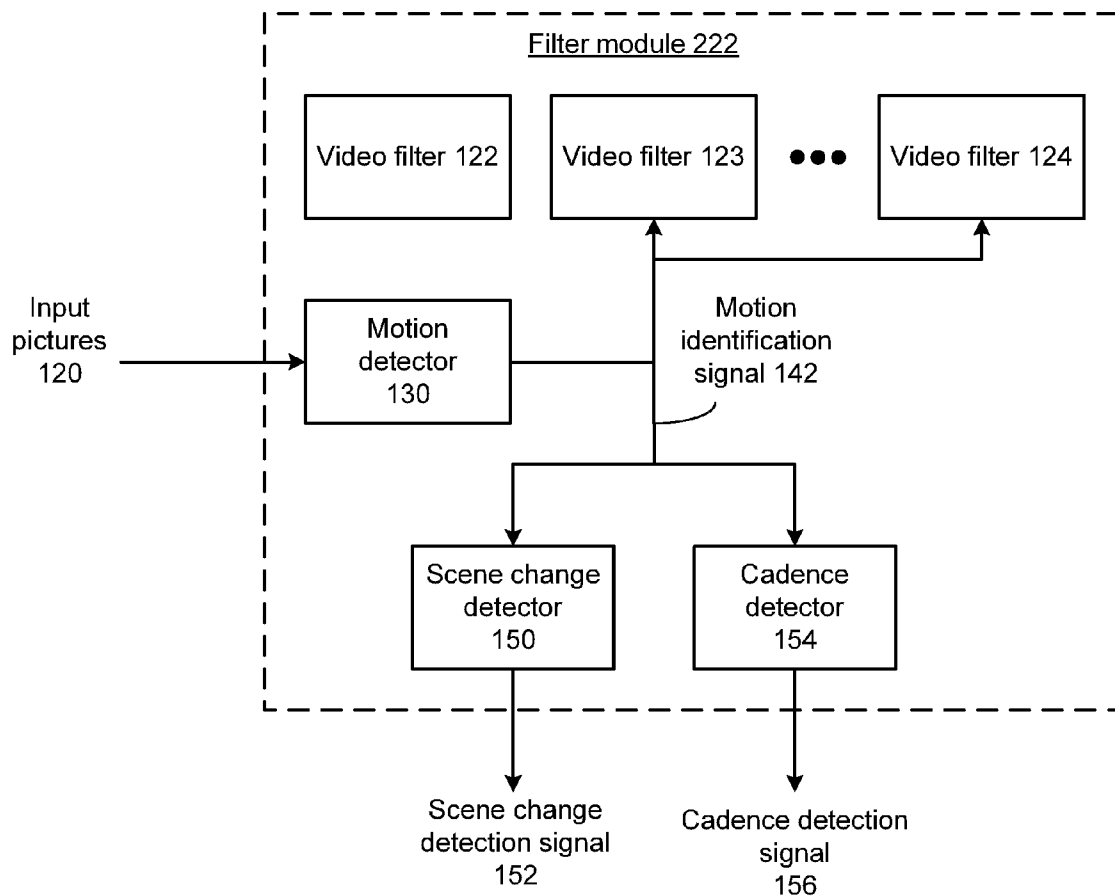 Filter module 222
Video filter 122
Video filter 123
Video filter 124
Input
pictures
120
Motion
detector
130
Motion
identification
signal 142
Scene change
detector
150
Cadence
detector
154
Scene change
detection signal
152
Cadence detection
signal
156